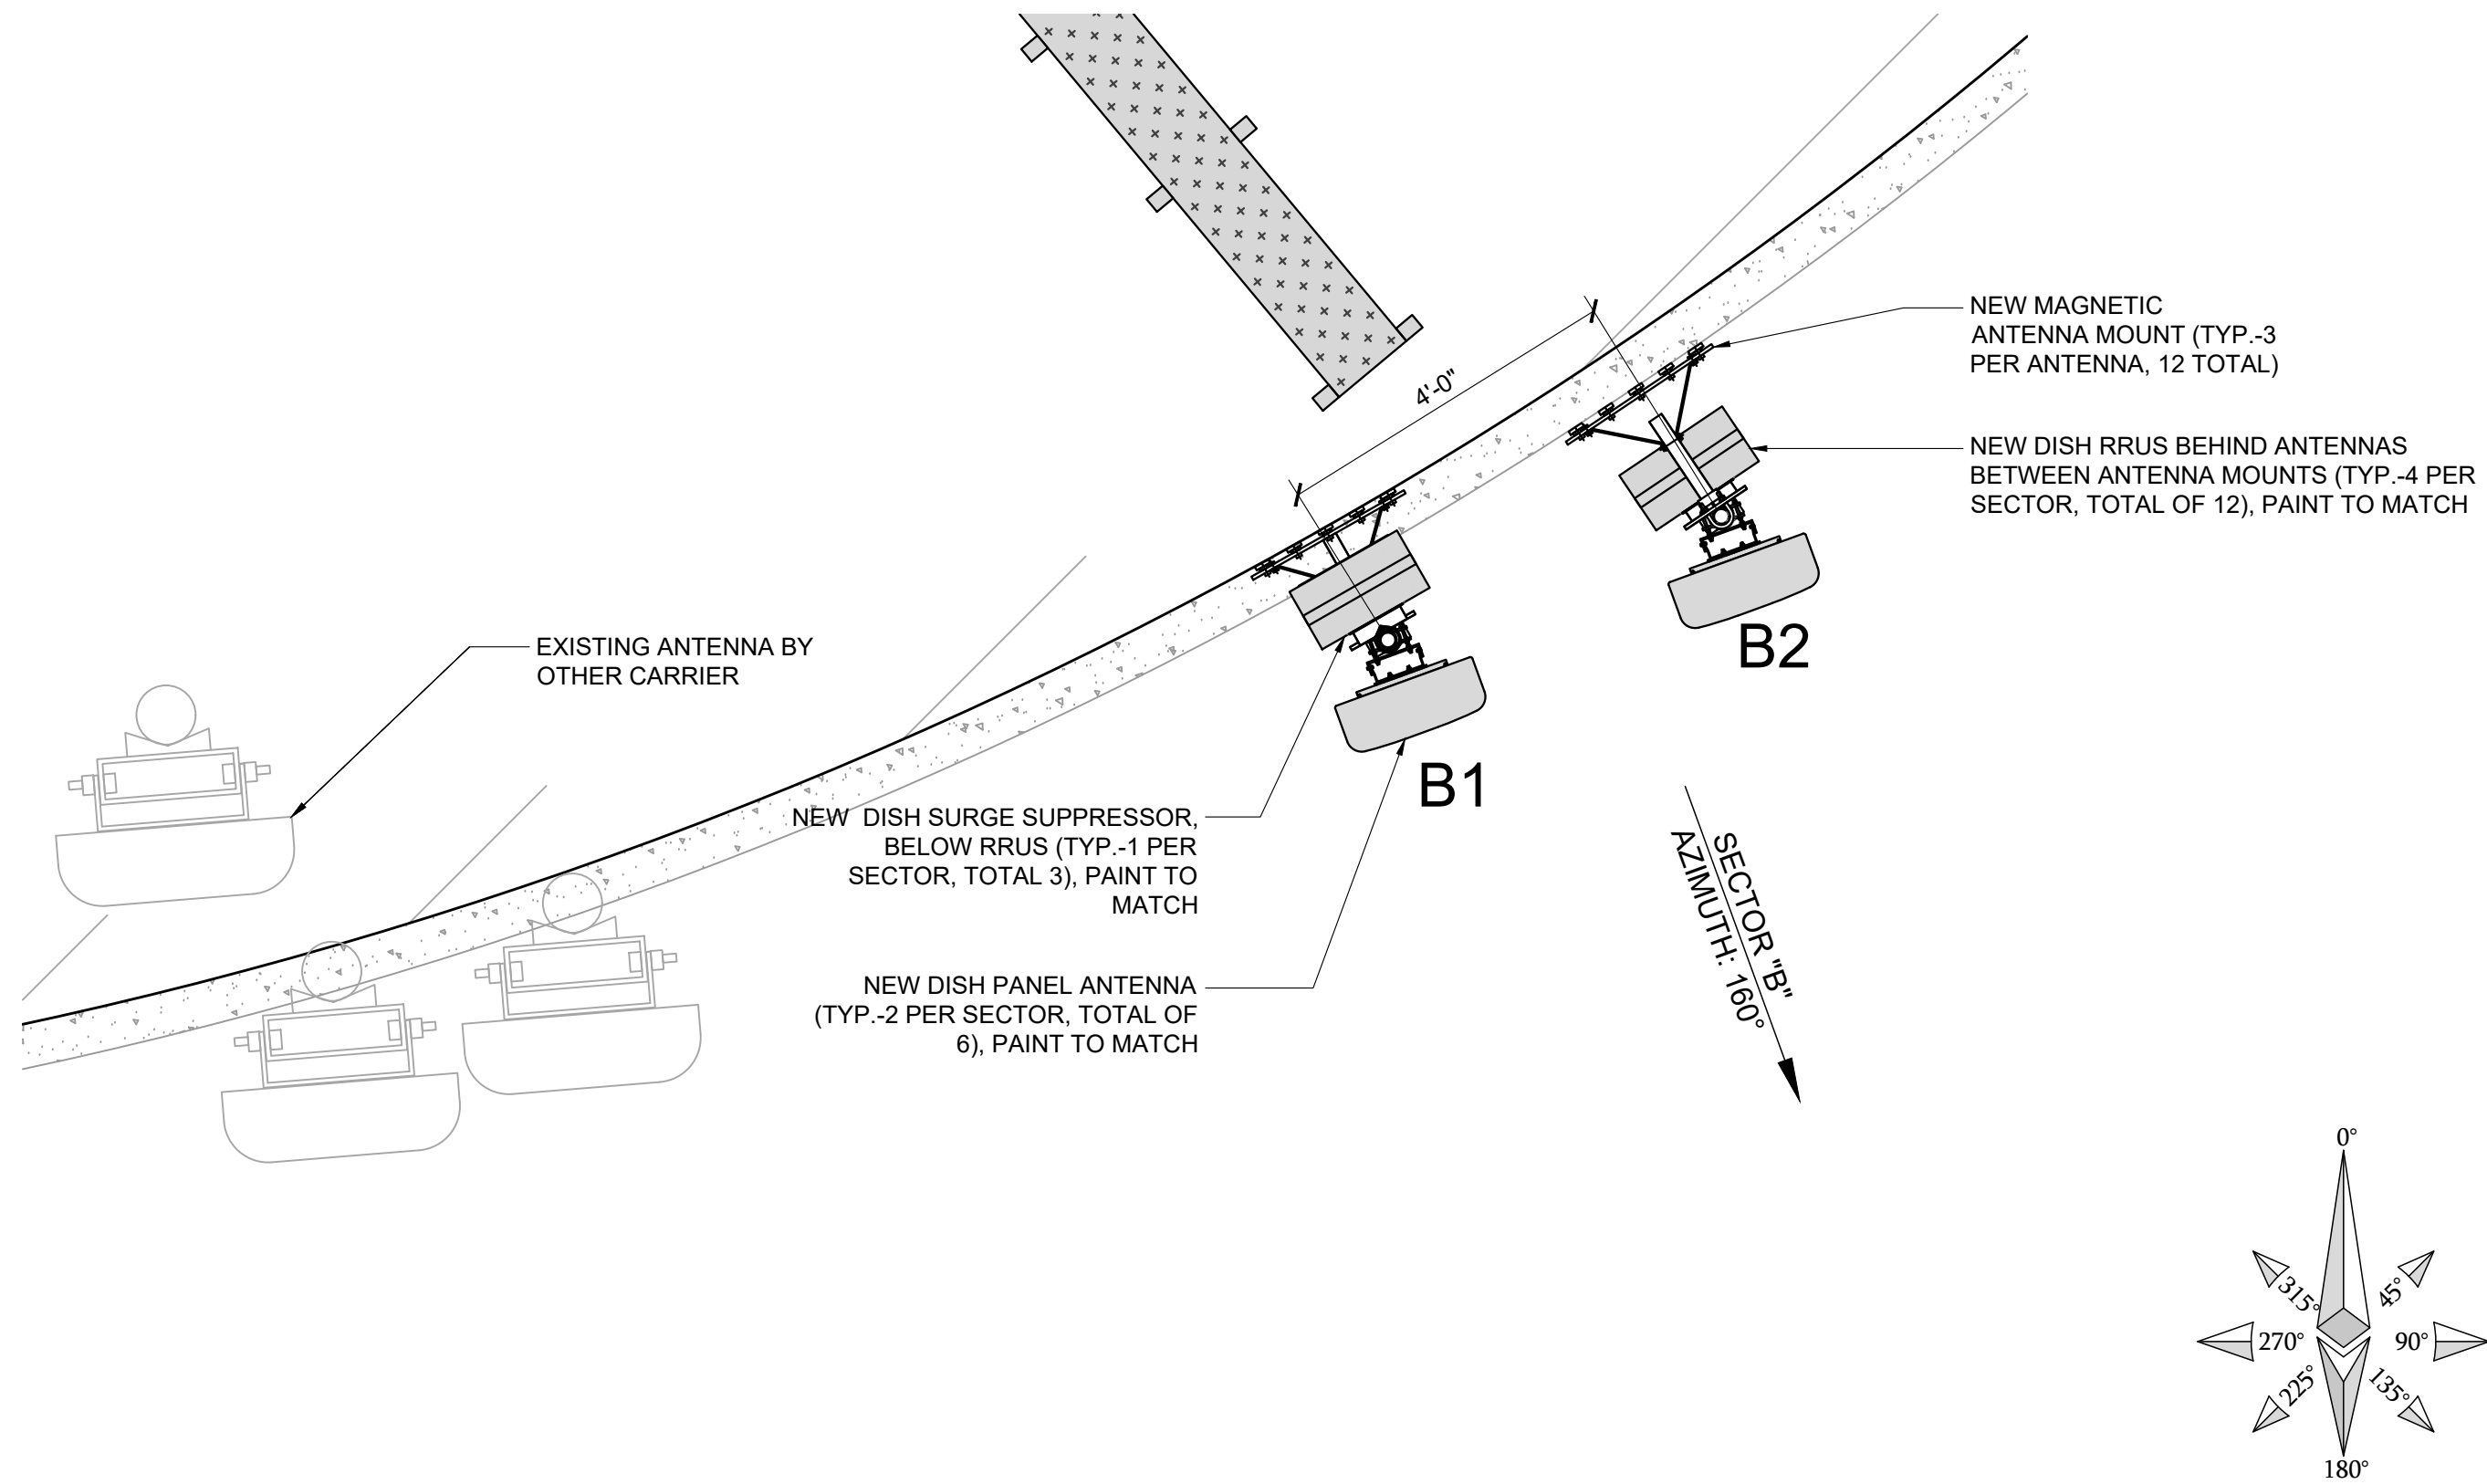 NEW MAGNETIC
ANTENNA MOUNT (TYP.-3
PER ANTENNA, 12 TOTAL)
4'-0"
NEW DISH RRUS BEHIND ANTENNAS
BETWEEN ANTENNA MOUNTS (TYP.-4 PER
SECTOR, TOTAL OF 12), PAINT TO MATCH
B2
EXISTING ANTENNA BY
OTHER CARRIER
B1
NEW DISH SURGE SUPPRESSOR,
BELOW RRUS (TYP.-1 PER
SECTOR, TOTAL 3), PAINT TO
MATCH
SECTOR "B"
AZIMUTH: 160°
NEW DISH PANEL ANTENNA
(TYP.-2 PER SECTOR, TOTAL OF
6), PAINT TO MATCH
0°
315°
45°
270°
90°
225°
135°
180°